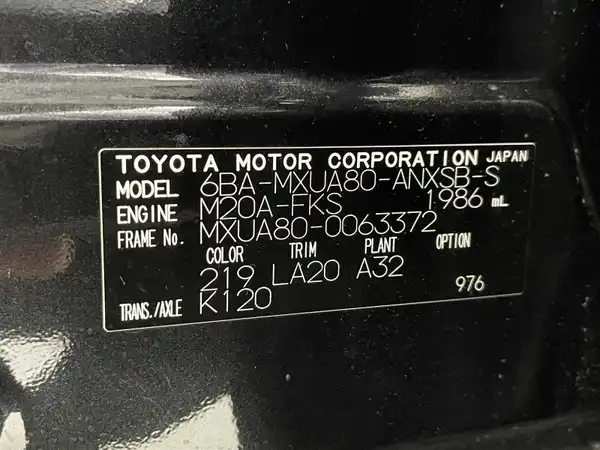 TOYOTA MOTOR CORPORATION JAPAN
MODEL 6BA-MXUA80-ANXSB-S
ENGINE M20A-FKS 1986 mL
FRAME No. MXUA80-0063372
COLOR TRIM PLANT OPTION
219 LA20 A32
TRANS./AXLE K120 976